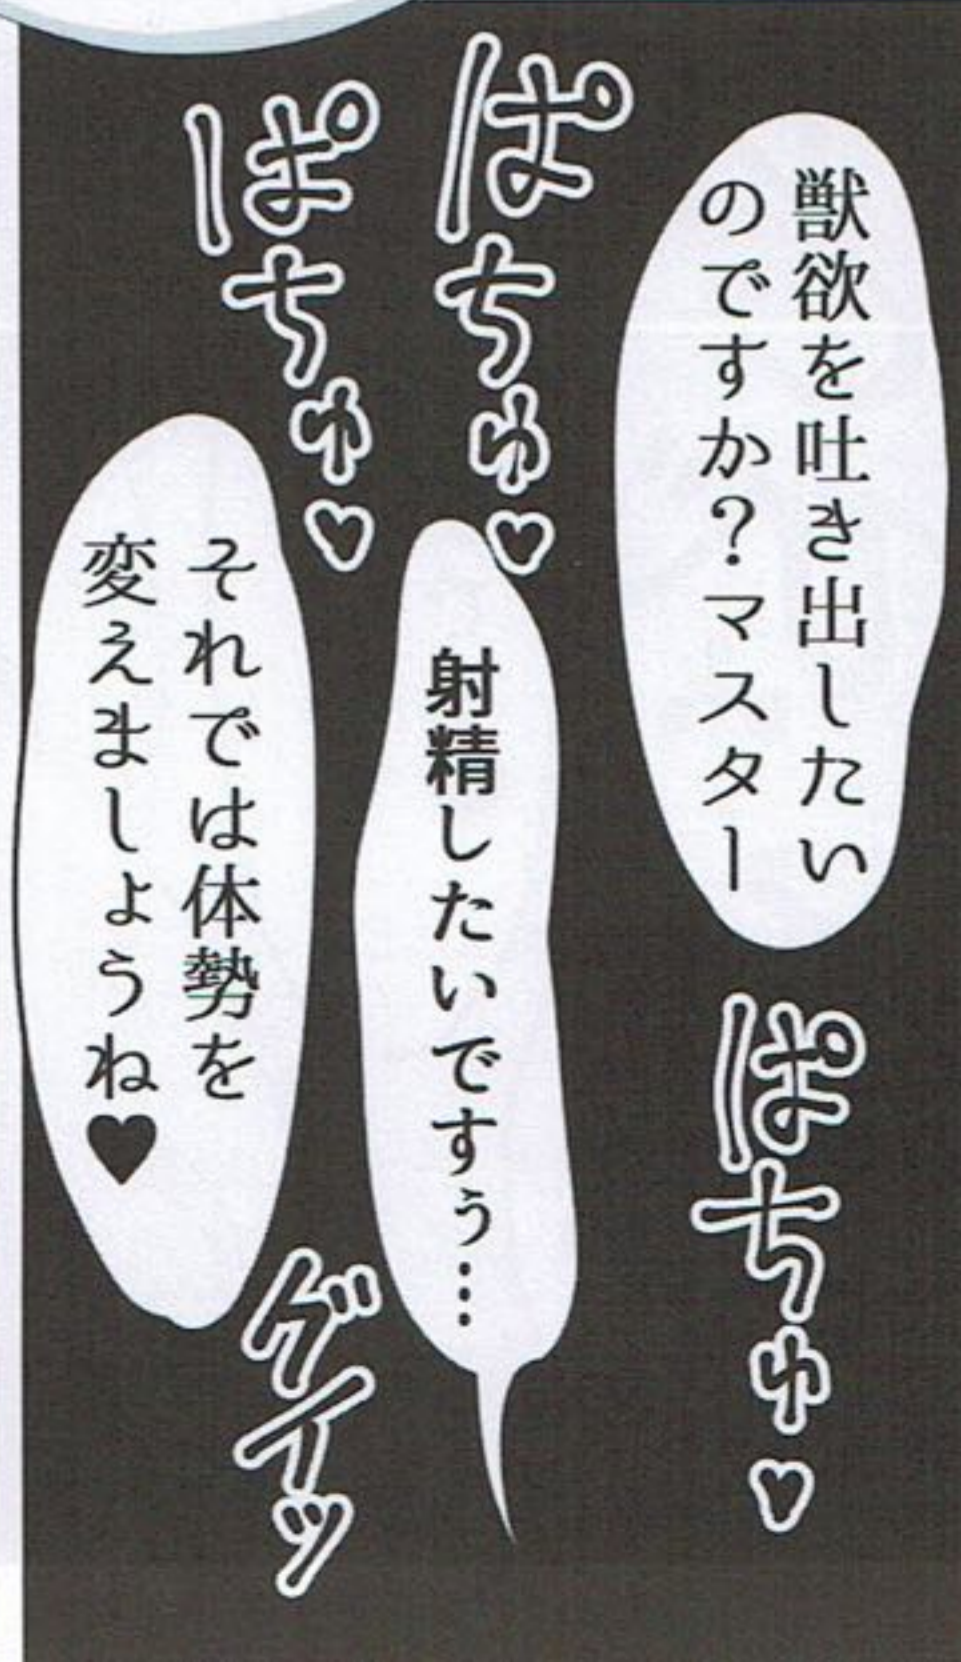 獣欲を吐き出したい
のですか?マスター
ぱちゅ♡
ぱちゅ♡
ぱちゅ♡
射精したいですぅ…
それでは体勢を
変えましょうね♥
グイッ